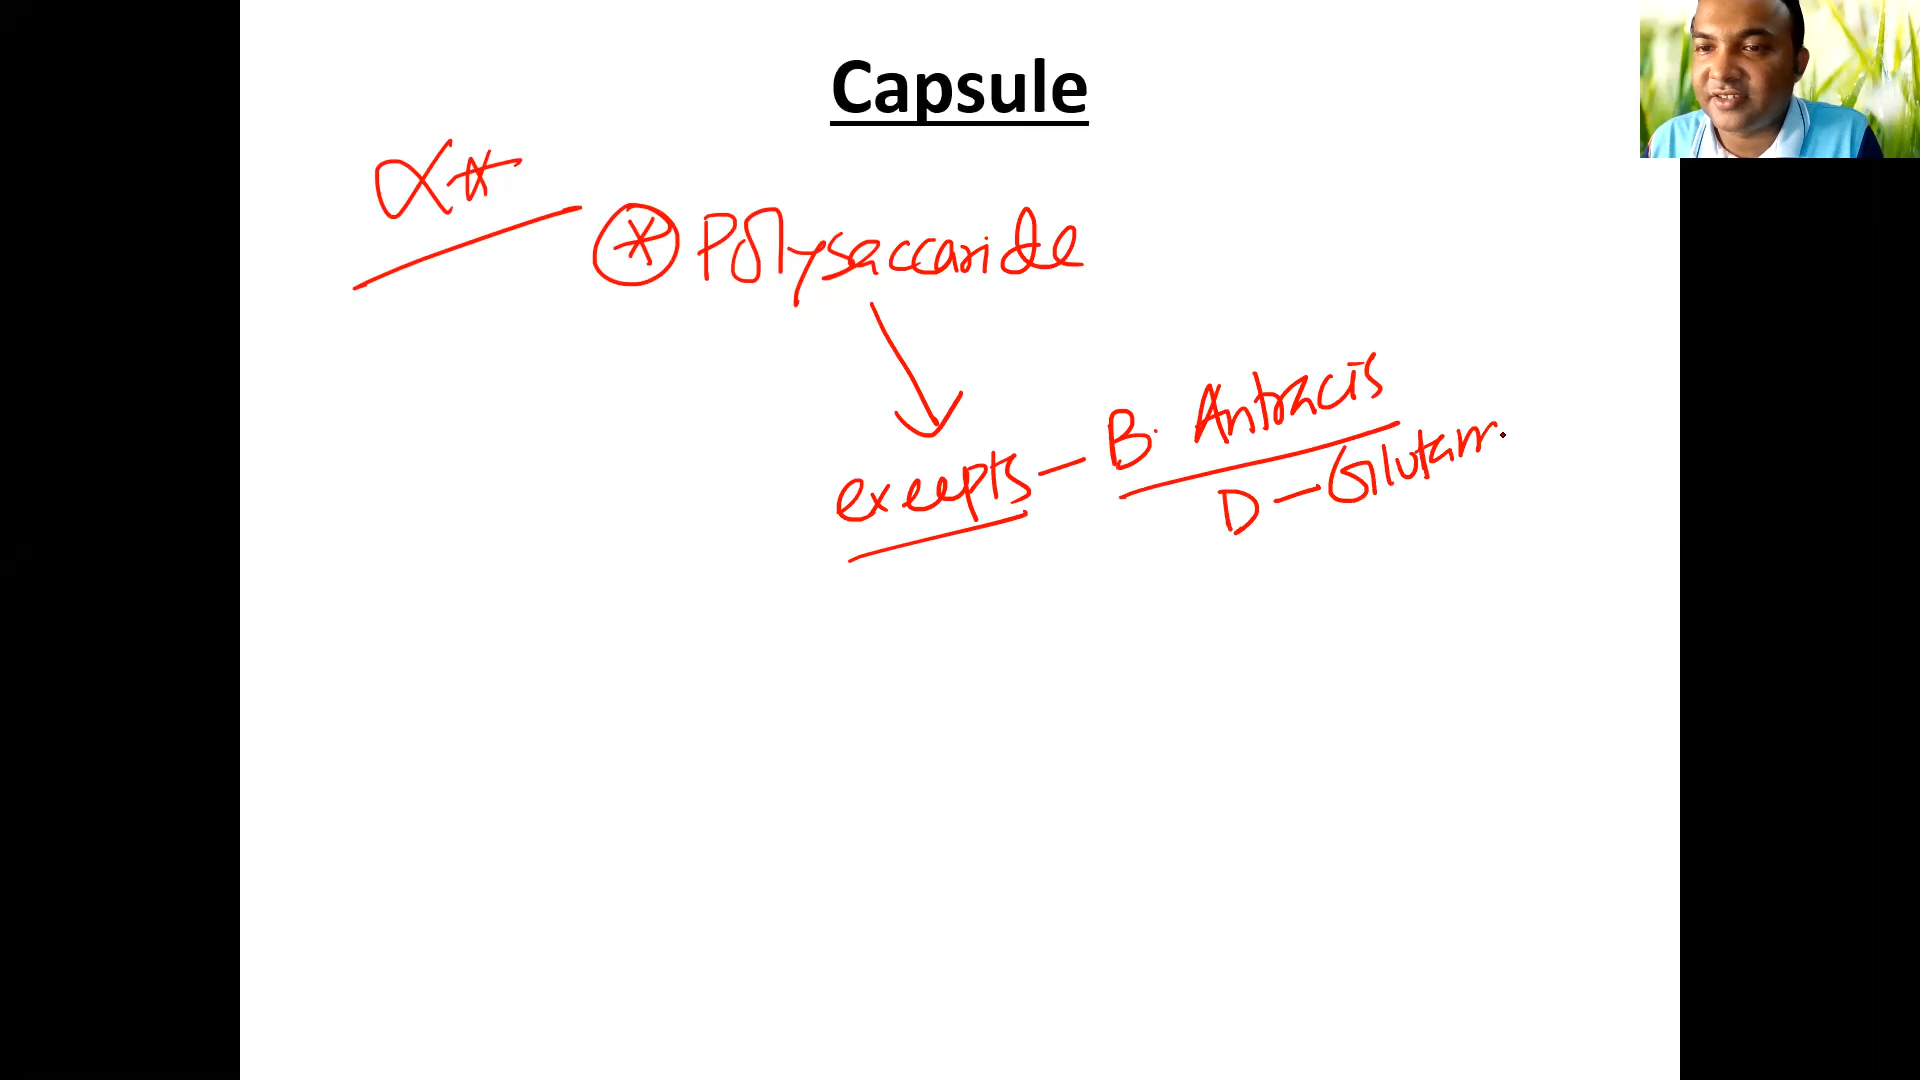 Capsule
α*
* Polysaccaride
excepts - B. Antracis
D - Glutam